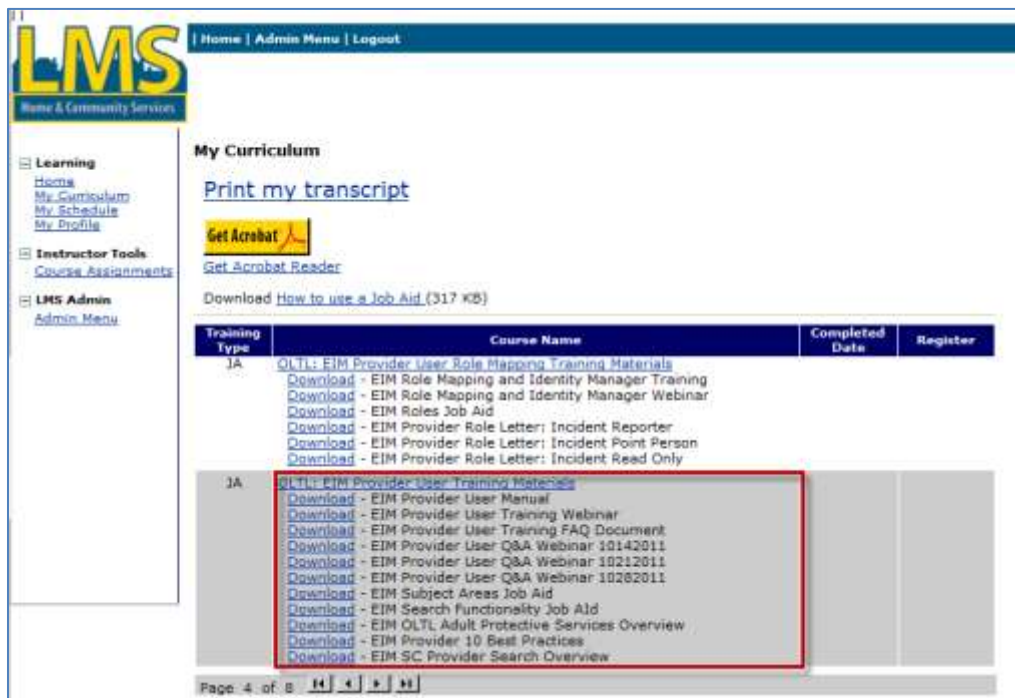 | Home | Admin Menu | Logout
LMS
Home & Community Services
Learning
Home
My Curriculum
My Schedule
My Profile
Instructor Tools
Course Assignments
LMS Admin
Admin Menu
My Curriculum
Print my transcript
Get Acrobat
Get Acrobat Reader
Download How to use a Job Aid (317 KB)
Training Type Course Name Completed Date Register
JA OLTL: EIM Provider User Role Mapping Training Materials
Download - EIM Role Mapping and Identity Manager Training
Download - EIM Role Mapping and Identity Manager Webinar
Download - EIM Roles Job Aid
Download - EIM Provider Role Letter: Incident Reporter
Download - EIM Provider Role Letter: Incident Point Person
Download - EIM Provider Role Letter: Incident Read Only
JA OLTL: EIM Provider User Training Materials
Download - EIM Provider User Manual
Download - EIM Provider User Training Webinar
Download - EIM Provider User Training FAQ Document
Download - EIM Provider User Q&A Webinar 10142011
Download - EIM Provider User Q&A Webinar 10212011
Download - EIM Provider User Q&A Webinar 10282011
Download - EIM Subject Areas Job Aid
Download - EIM Search Functionality Job AId
Download - EIM OLTL Adult Protective Services Overview
Download - EIM Provider 10 Best Practices
Download - EIM SC Provider Search Overview
Page 4 of 8